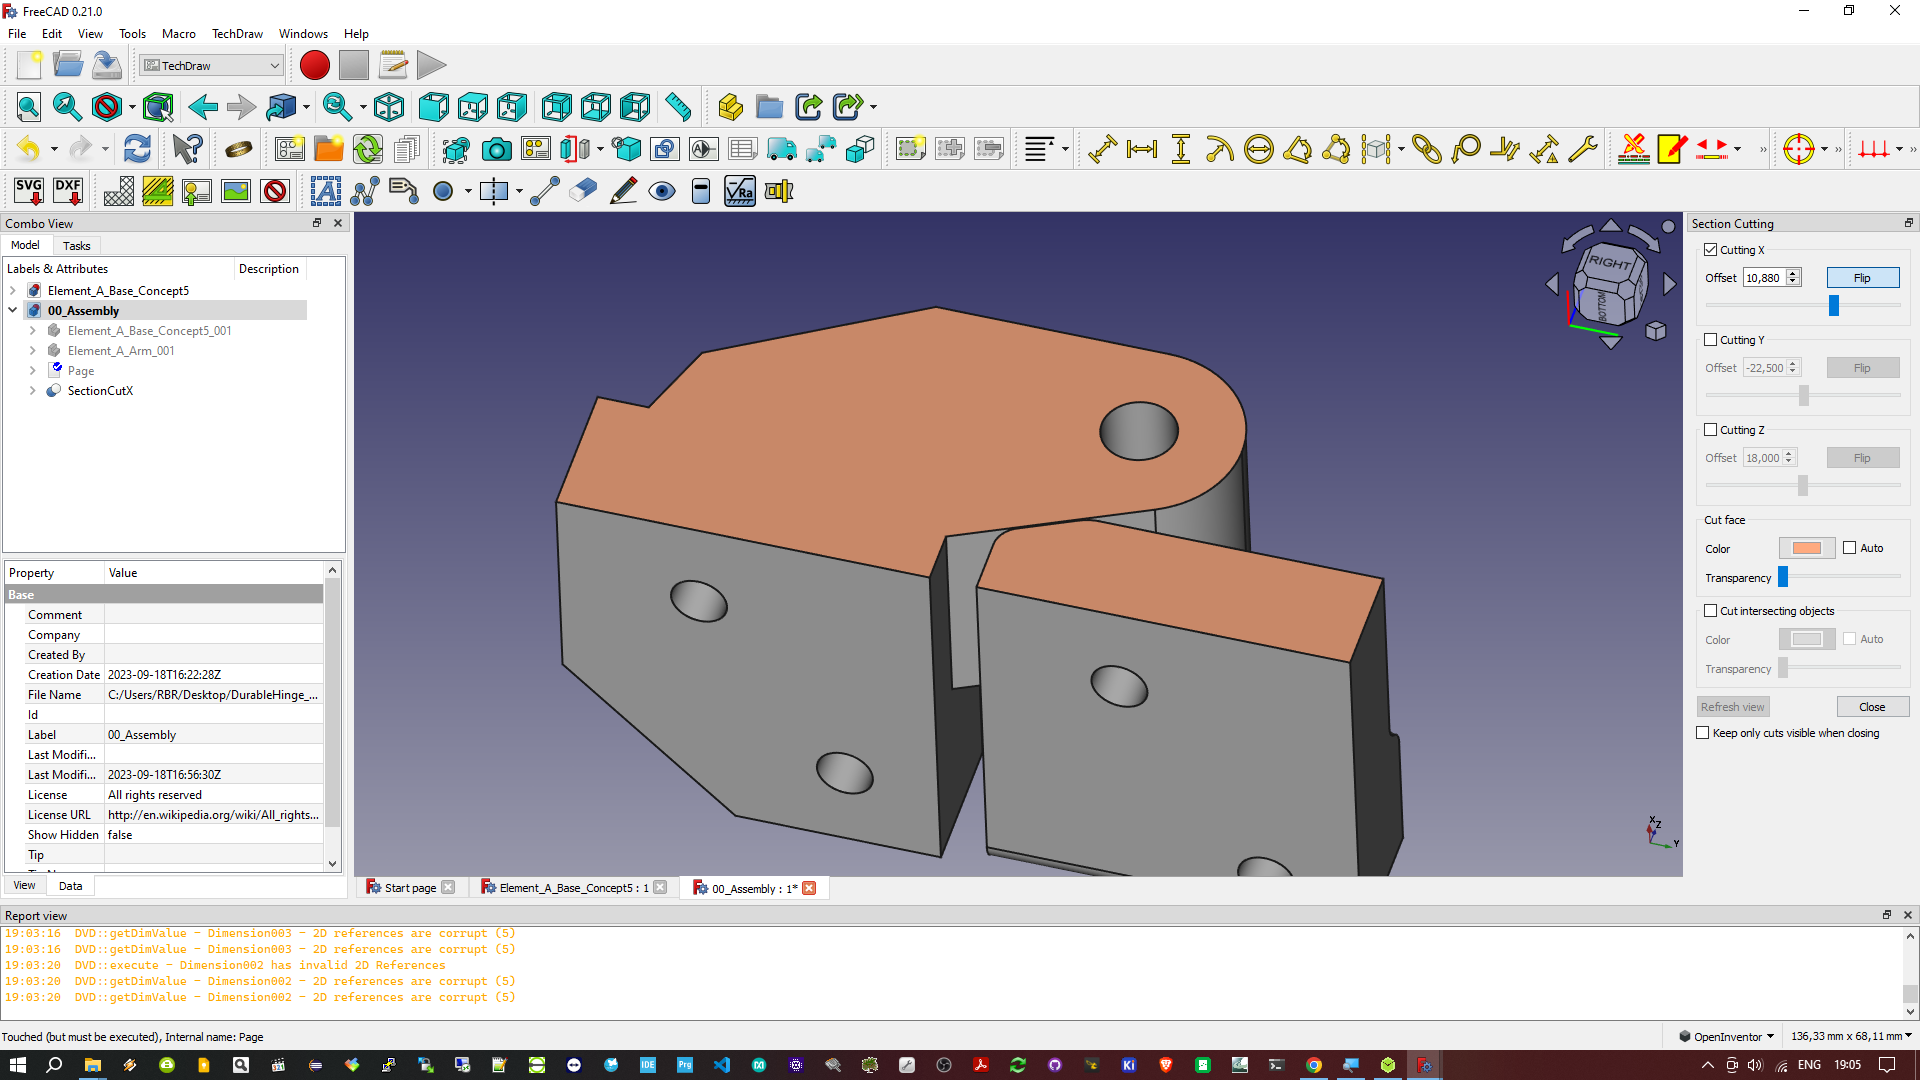 FreeCAD 0.21.0
File Edit View Tools Macro TechDraw Windows Help
TechDraw
SVG DXF Ra
Combo View
Model Tasks
Labels & Attributes Description
Element_A_Base_Concept5
00_Assembly
Element_A_Base_Concept5_001
Element_A_Arm_001
Page
SectionCutX
Property Value
Base
Comment
Company
Created By
Creation Date 2023-09-18T16:22:28Z
File Name C:/Users/RBR/Desktop/DurableHinge_...
Id
Label 00_Assembly
Last Modifi...
Last Modifi... 2023-09-18T16:56:30Z
License All rights reserved
License URL http://en.wikipedia.org/wiki/All_rights...
Show Hidden false
Tip
View Data
RIGHT
BOTTOM
X
Z
Y
Start page Element_A_Base_Concept5 : 1 00_Assembly : 1*
Section Cutting
Cutting X
Offset 10,880 Flip
Cutting Y
Offset -22,500 Flip
Cutting Z
Offset 18,000 Flip
Cut face
Color Auto
Transparency
Cut intersecting objects
Color Auto
Transparency
Refresh view Close
Keep only cuts visible when closing
Report view
19:03:16 DVD::getDimValue - Dimension003 - 2D references are corrupt (5)
19:03:16 DVD::getDimValue - Dimension003 - 2D references are corrupt (5)
19:03:20 DVD::execute - Dimension002 has invalid 2D References
19:03:20 DVD::getDimValue - Dimension002 - 2D references are corrupt (5)
19:03:20 DVD::getDimValue - Dimension002 - 2D references are corrupt (5)
Touched (but must be executed), Internal name: Page
OpenInventor 136,33 mm x 68,11 mm
IDE Prg Ki ENG 19:05